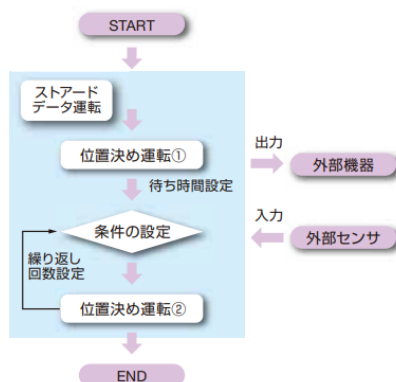 START
ストアード
データ運転
位置決め運転①
出力
外部機器
待ち時間設定
入力
条件の設定
外部センサ
繰り返し
回数設定
位置決め運転②
END